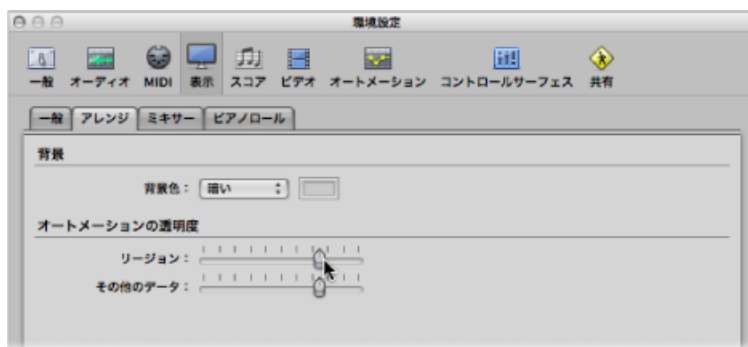 環境設定
一般 オーディオ MIDI 表示 スコア ビデオ オートメーション コントロールサーフェス 共有
一般 アレンジ ミキサー ピアノロール
背景
背景色： 暗い
オートメーションの透明度
リージョン：
その他のデータ：